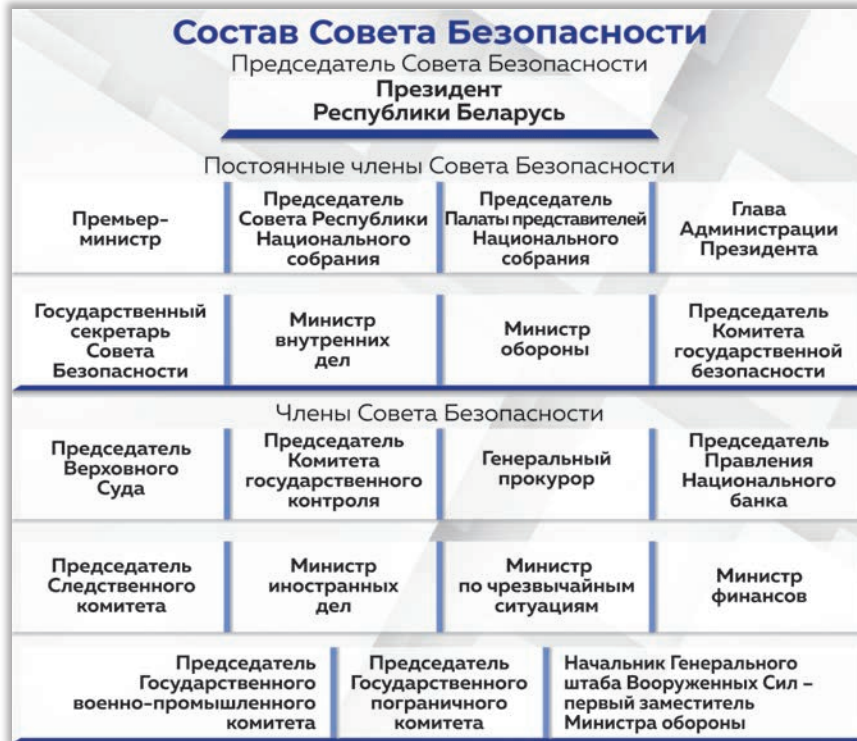 Состав Совета Безопасности
Председатель Совета Безопасности
Президент
Республики Беларусь
Постоянные члены Совета Безопасности
Премьер-
министр
Председатель
Совета Республики
Национального
собрания
Председатель
Палаты представителей
Национального
собрания
Глава
Администрации
Президента
Государственный
секретарь
Совета
Безопасности
Министр
внутренних
дел
Министр
обороны
Председатель
Комитета
государственной
безопасности
Члены Совета Безопасности
Председатель
Верховного
Суда
Председатель
Комитета
государственного
контроля
Генеральный
прокурор
Председатель
Правления
Национального
банка
Председатель
Следственного
комитета
Министр
иностранных
дел
Министр
по чрезвычайным
ситуациям
Министр
финансов
Председатель
Государственного
военно-промышленного
комитета
Председатель
Государственного
пограничного
комитета
Начальник Генерального
штаба Вооруженных Сил –
первый заместитель
Министра обороны